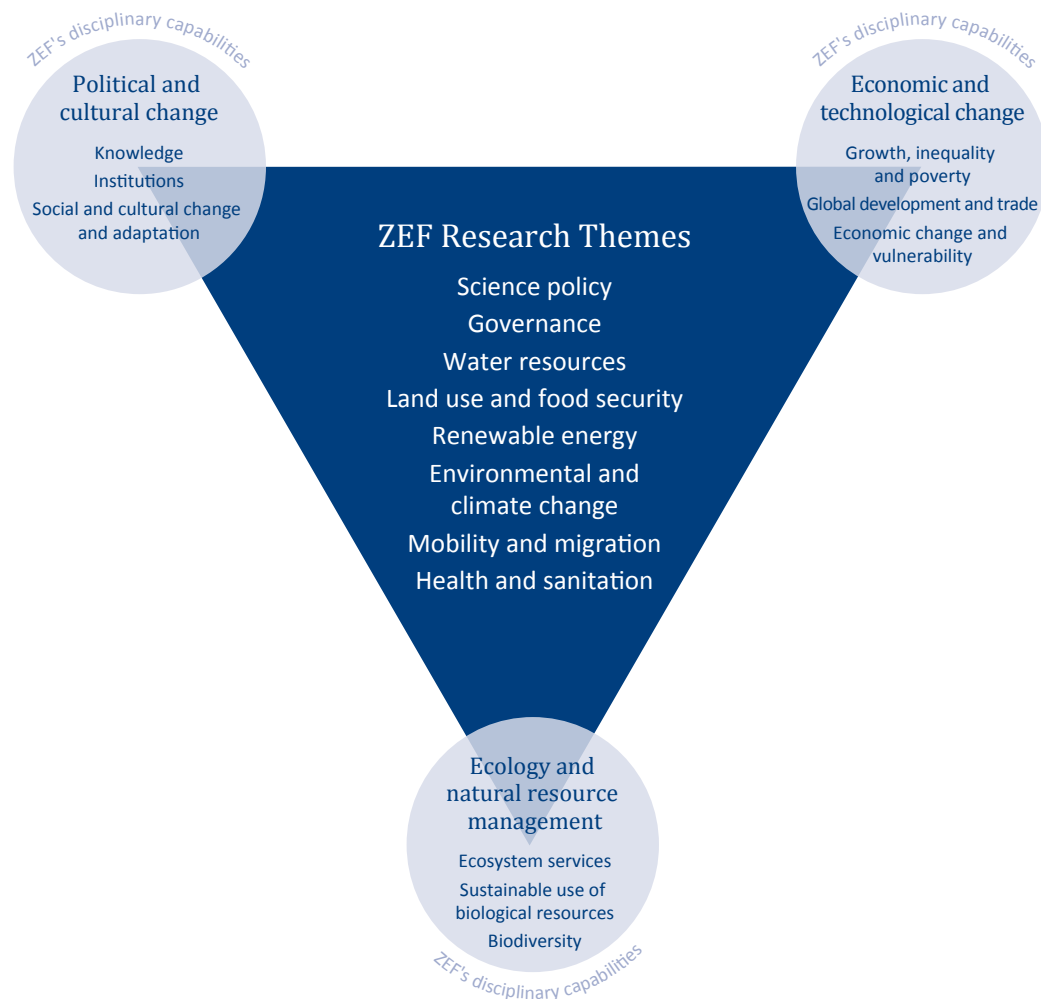 ZEF's disciplinary capabilities
Political and
cultural change
Knowledge
Institutions
Social and cultural change
and adaptation
ZEF's disciplinary capabilities
Economic and
technological change
Growth, inequality
and poverty
Global development and trade
Economic change and
vulnerability
ZEF Research Themes
Science policy
Governance
Water resources
Land use and food security
Renewable energy
Environmental and
climate change
Mobility and migration
Health and sanitation
Ecology and
natural resource
management
Ecosystem services
Sustainable use of
biological resources
Biodiversity
ZEF's disciplinary capabilities